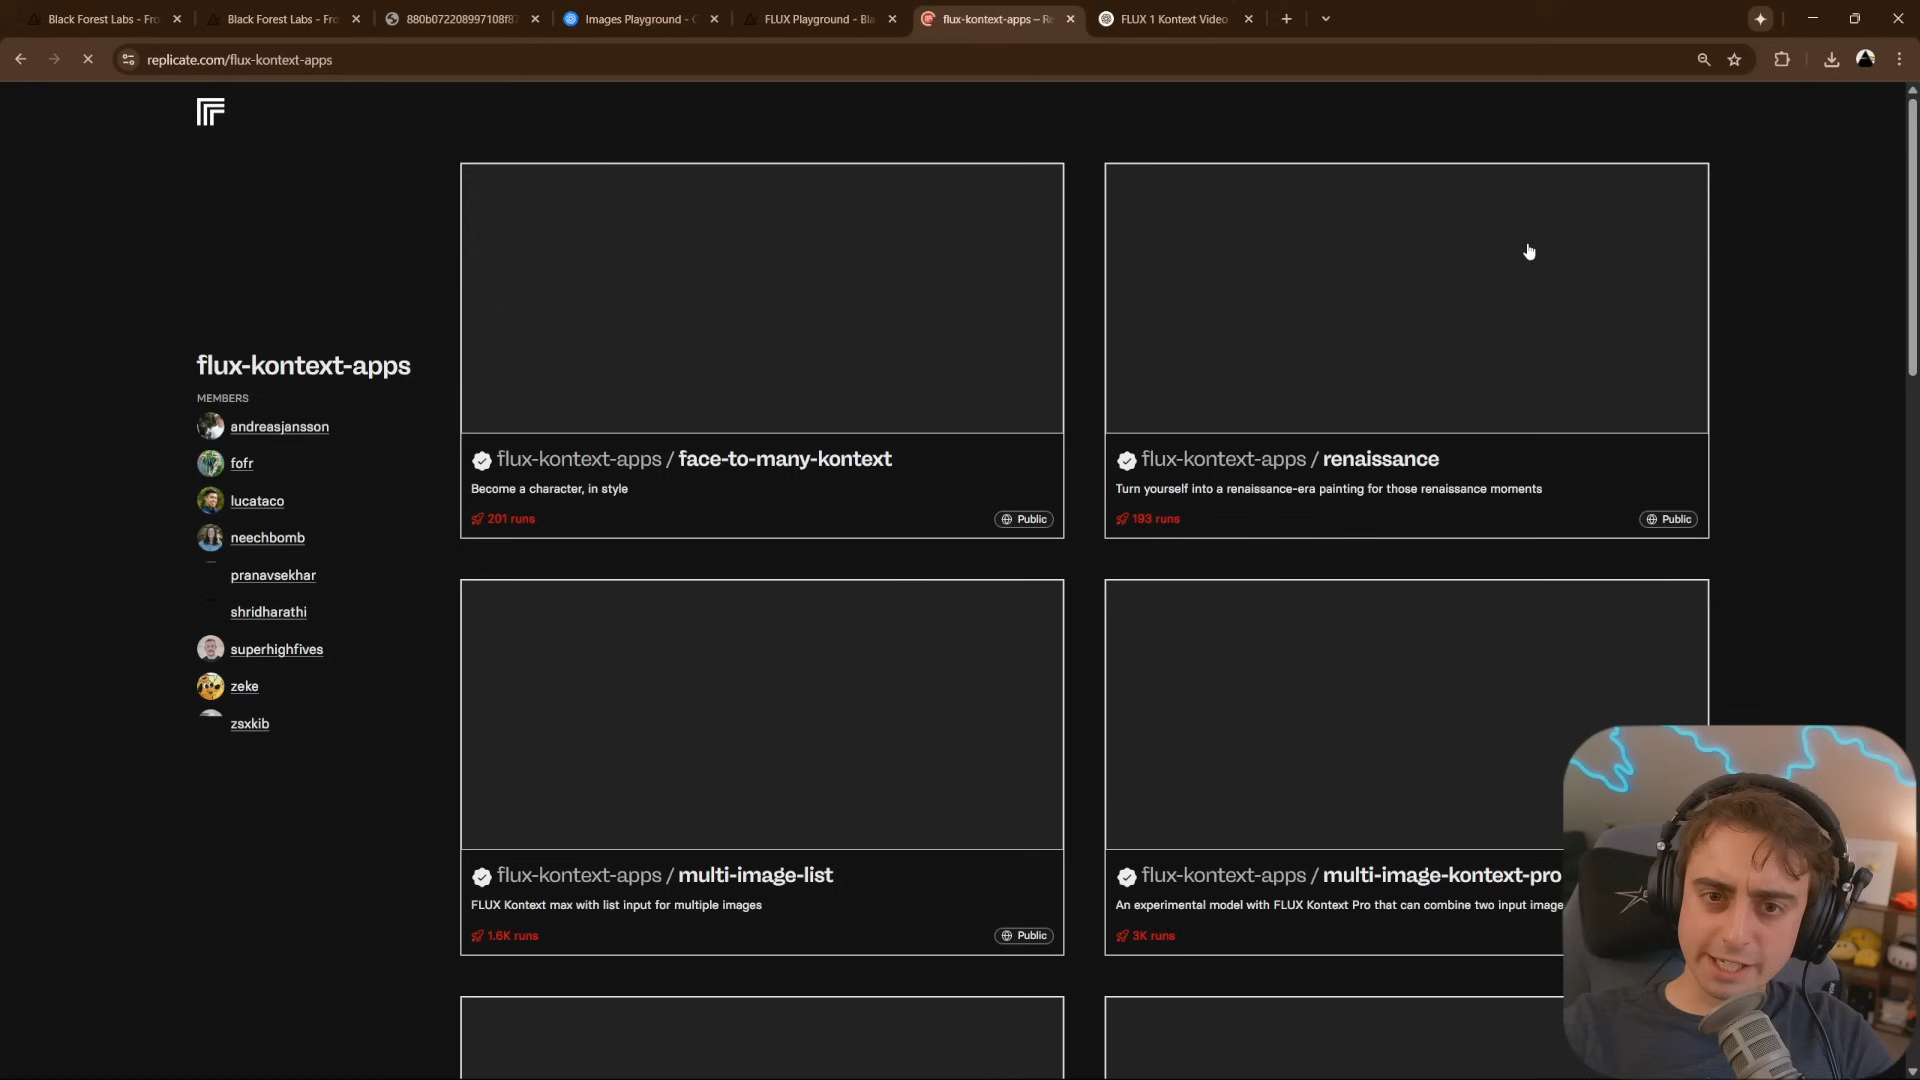 Black Forest Labs - Fro
Black Forest Labs - Fro
880b072208997108f87
Images Playground -
FLUX Playground - Bla
flux-kontext-apps – Re
FLUX 1 Kontext Video
replicate.com/flux-kontext-apps
flux-kontext-apps
MEMBERS
andreasjansson
fofr
lucataco
neechbomb
pranavsekhar
shridharathi
superhighfives
zeke
zsxkib
flux-kontext-apps / face-to-many-kontext
Become a character, in style
201 runs
Public
flux-kontext-apps / renaissance
Turn yourself into a renaissance-era painting for those renaissance moments
193 runs
Public
flux-kontext-apps / multi-image-list
FLUX Kontext max with list input for multiple images
1.6K runs
Public
flux-kontext-apps / multi-image-kontext-pro
An experimental model with FLUX Kontext Pro that can combine two input image
3K runs